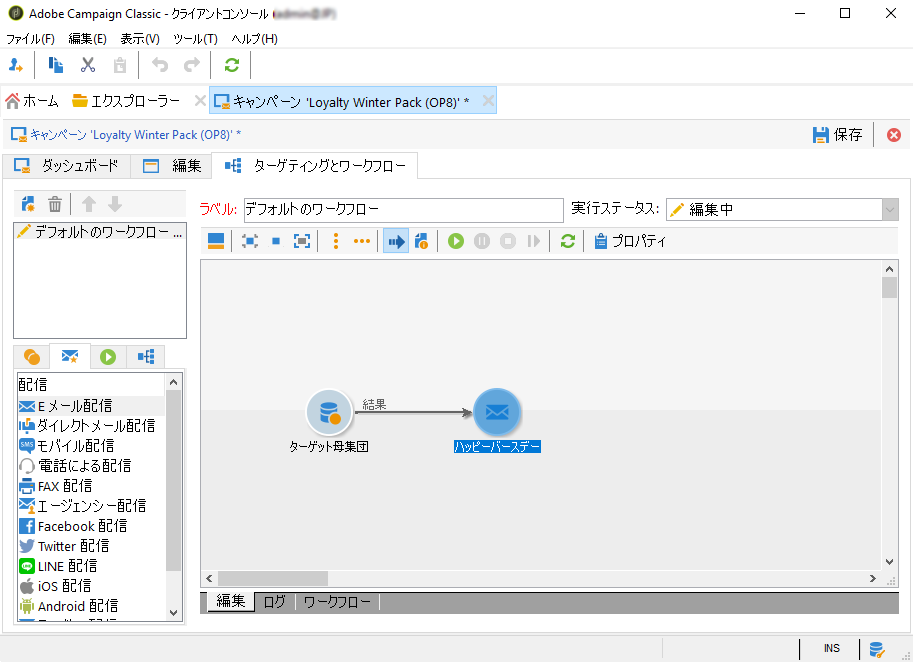 Adobe Campaign Classic - クライアントコンソール
ファイル(F) 編集(E) 表示(V) ツール(T) ヘルプ(H)
ホーム エクスプローラー キャンペーン 'Loyalty Winter Pack (OP8)' *
キャンペーン 'Loyalty Winter Pack (OP8)' * 保存
ダッシュボード 編集 ターゲティングとワークフロー
ラベル: デフォルトのワークフロー 実行ステータス: 編集中
デフォルトのワークフロー ...
プロパティ
配信
E メール配信
ダイレクトメール配信
SMS モバイル配信
電話による配信
FAX 配信
エージェンシー配信
Facebook 配信
Twitter 配信
LINE 配信
iOS 配信
Android 配信
結果
ターゲット母集団
ハッピーバースデー
編集 ログ ワークフロー
INS